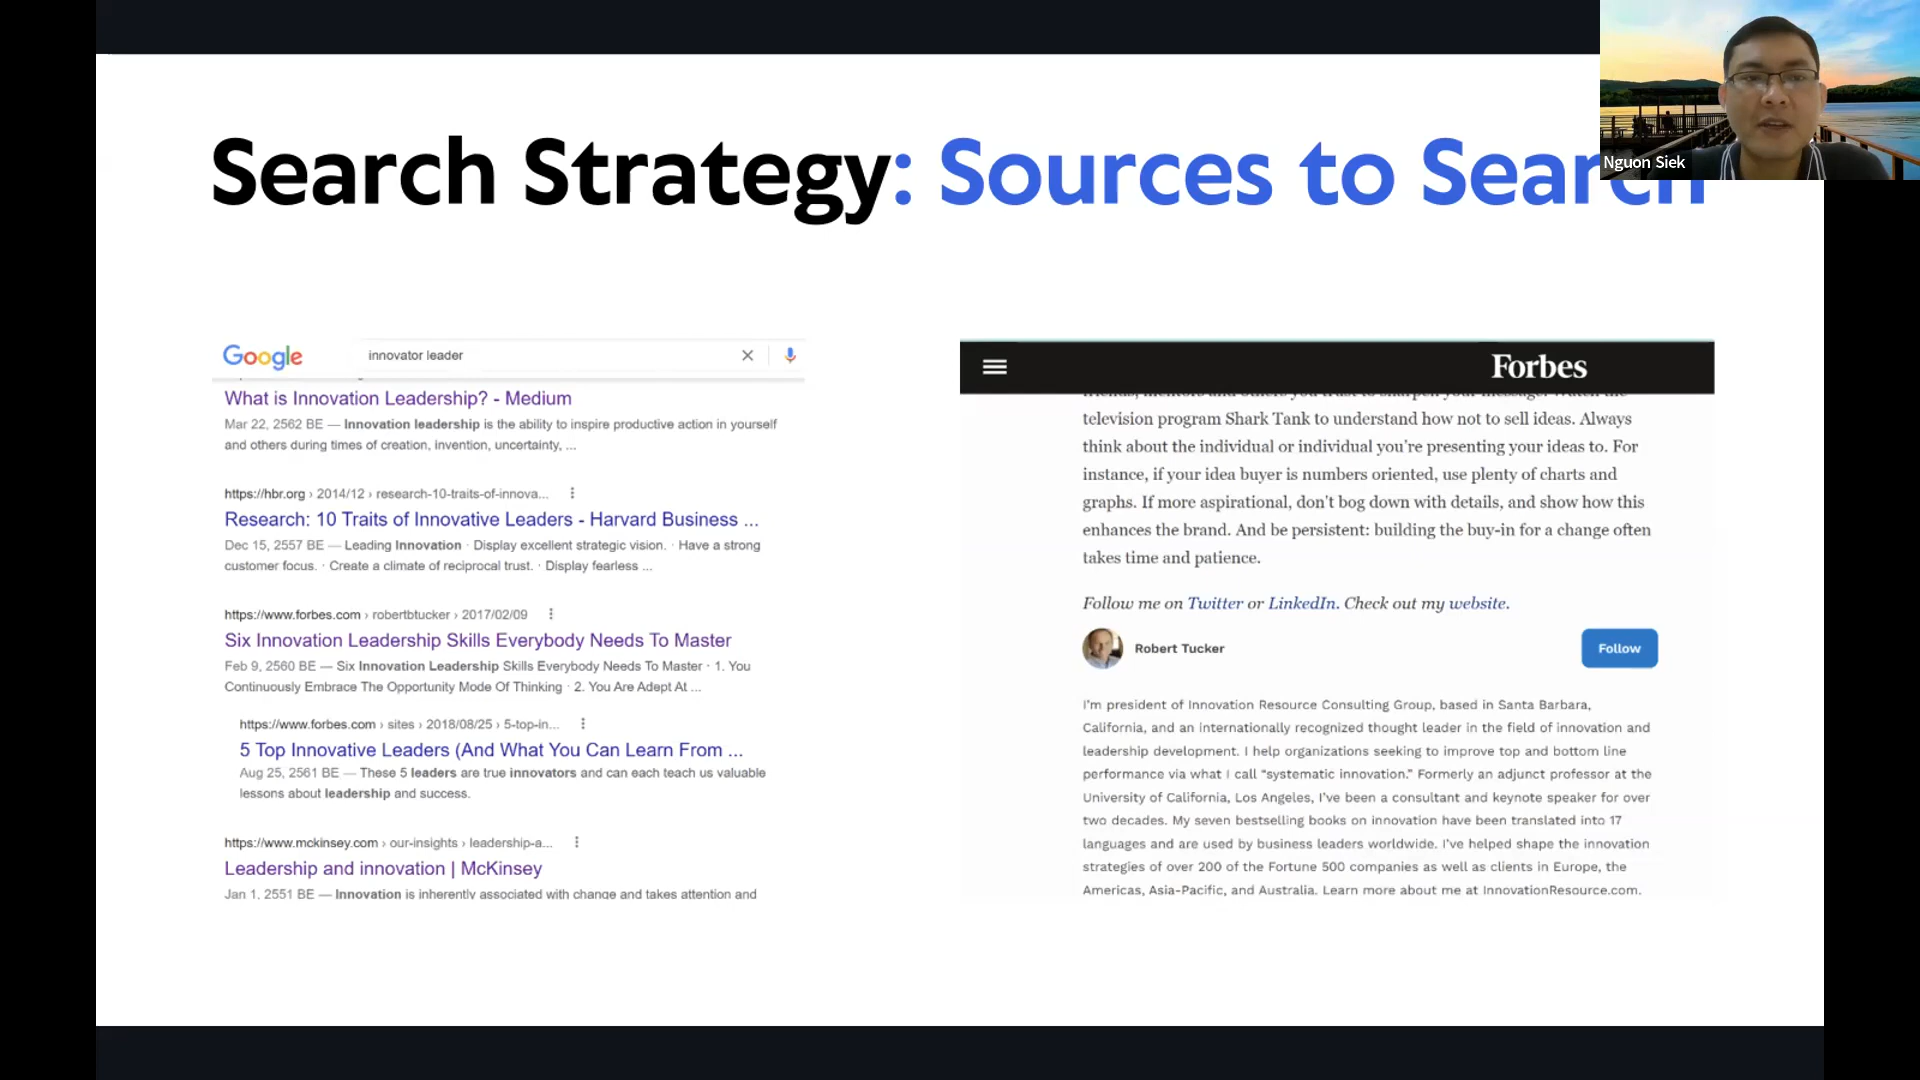 Search Strategy: Sources to Search
Nguon Siek
Google
innovator leader
What is Innovation Leadership? - Medium
Mar 22, 2562 BE — Innovation leadership is the ability to inspire productive action in yourself
and others during times of creation, invention, uncertainty, ...
https://hbr.org › 2014/12 › research-10-traits-of-innova...
Research: 10 Traits of Innovative Leaders - Harvard Business ...
Dec 15, 2557 BE — Leading Innovation · Display excellent strategic vision. · Have a strong
customer focus. · Create a climate of reciprocal trust. · Display fearless ...
https://www.forbes.com › robertbtucker › 2017/02/09
Six Innovation Leadership Skills Everybody Needs To Master
Feb 9, 2560 BE — Six Innovation Leadership Skills Everybody Needs To Master · 1. You
Continuously Embrace The Opportunity Mode Of Thinking · 2. You Are Adept At ...
https://www.forbes.com › sites › 2018/08/25 › 5-top-in...
5 Top Innovative Leaders (And What You Can Learn From ...
Aug 25, 2561 BE — These 5 leaders are true innovators and can each teach us valuable
lessons about leadership and success.
https://www.mckinsey.com › our-insights › leadership-a...
Leadership and innovation | McKinsey
Jan 1, 2551 BE — Innovation is inherently associated with change and takes attention and
Forbes
friends, mentors and others you trust to sharpen your message. Watch the
television program Shark Tank to understand how not to sell ideas. Always
think about the individual or individual you're presenting your ideas to. For
instance, if your idea buyer is numbers oriented, use plenty of charts and
graphs. If more aspirational, don't bog down with details, and show how this
enhances the brand. And be persistent: building the buy-in for a change often
takes time and patience.
Follow me on Twitter or LinkedIn. Check out my website.
Robert Tucker
Follow
I'm president of Innovation Resource Consulting Group, based in Santa Barbara,
California, and an internationally recognized thought leader in the field of innovation and
leadership development. I help organizations seeking to improve top and bottom line
performance via what I call "systematic innovation." Formerly an adjunct professor at the
University of California, Los Angeles, I've been a consultant and keynote speaker for over
two decades. My seven bestselling books on innovation have been translated into 17
languages and are used by business leaders worldwide. I've helped shape the innovation
strategies of over 200 of the Fortune 500 companies as well as clients in Europe, the
Americas, Asia-Pacific, and Australia. Learn more about me at InnovationResource.com.